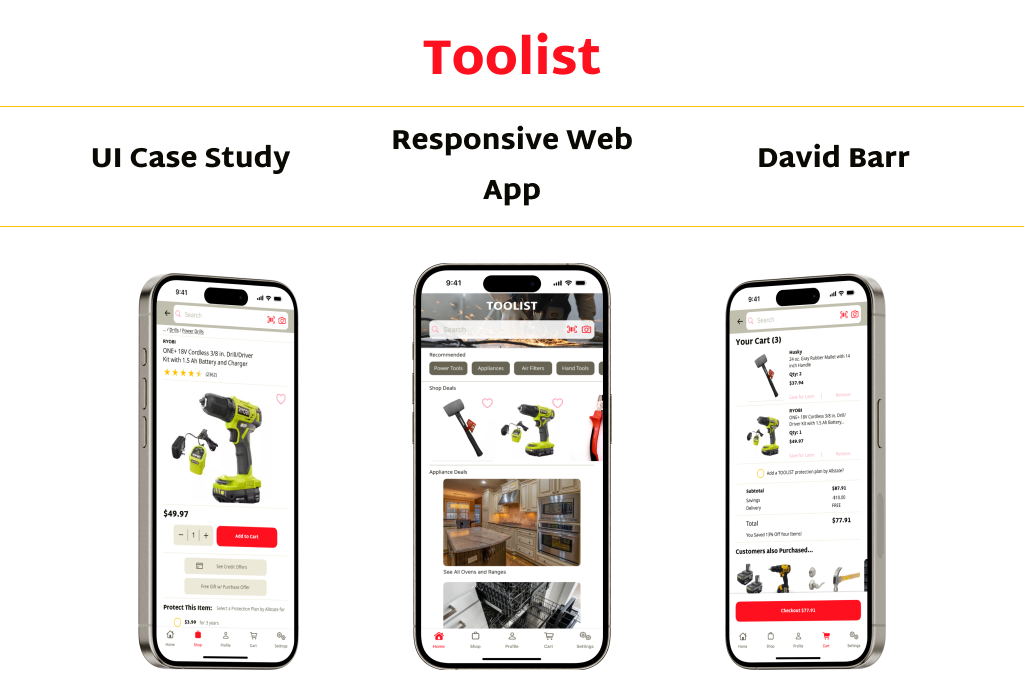 Toolist
UI Case Study
Responsive Web
App
David Barr
9:41
Search
... / Drills / Power Drills
RYOBI
ONE+ 18V Cordless 3/8 in. Drill/Driver
Kit with 1.5 Ah Battery and Charger
(2362)
RYOBI
$49.97
− 1 +
Add to Cart
See Credit Offers
Free Gift w/ Purchase Offer
Protect This Item: Select a Protection Plan by Allstate for
$3.99 for 3 years
Home Shop Profile Cart Settings
9:41
TOOLIST
Search
Recommended
Power Tools Appliances Air Filters Hand Tools
Shop Deals
Appliance Deals
See All Ovens and Ranges
Home Shop Profile Cart Settings
9:41
Search
Your Cart (3)
Husky
24 oz. Gray Rubber Mallet with 14
inch Handle
Qty: 2
$37.94
Save for Later | Remove
RYOBI
ONE+ 18V Cordless 3/8 in. Drill/
Driver Kit with 1.5 Ah Battery...
Qty: 1
$49.97
Save for Later | Remove
Add a TOOLIST protection plan by Allstate?
Subtotal $87.91
Savings -$10.00
Delivery FREE
Total $77.91
Customers also Purchased...
Checkout $77.91
Home Shop Profile Cart Settings